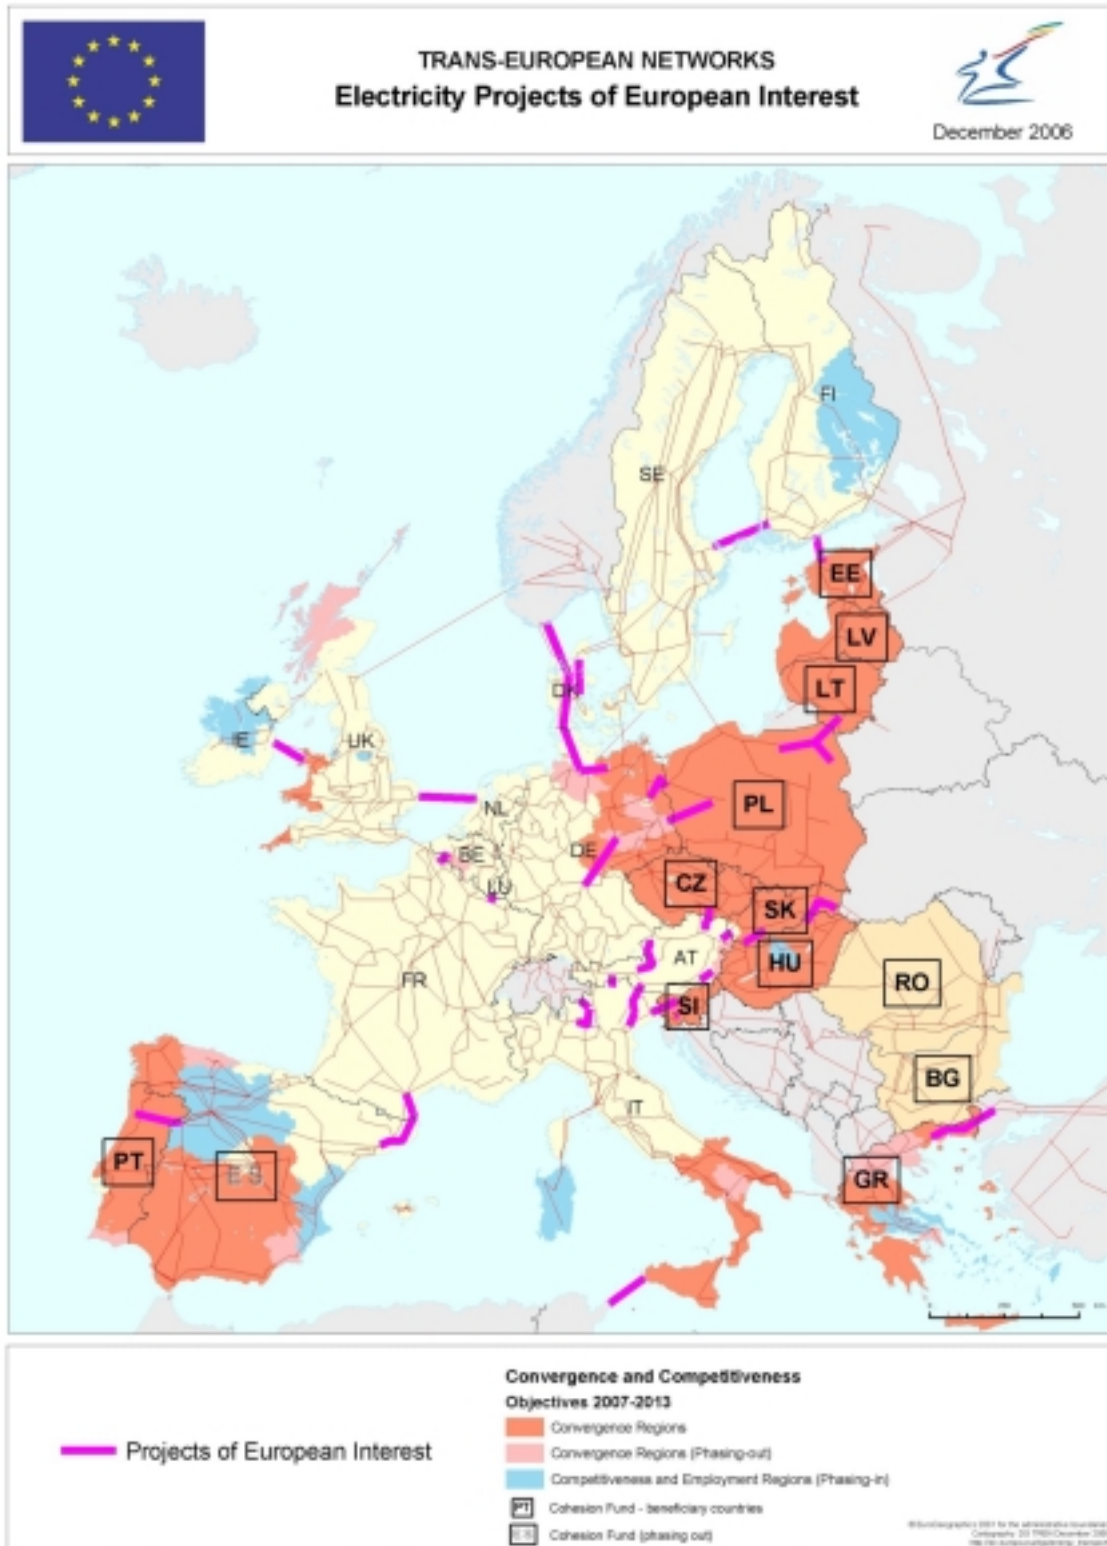 TRANS-EUROPEAN NETWORKS
Electricity Projects of European Interest
December 2006
FI
SE
EE
LV
LT
DK
IE
UK
NL
PL
BE
DE
LU
CZ
SK
FR
AT
HU
RO
SI
BG
IT
PT
ES
GR
Projects of European Interest
Convergence and Competitiveness
Objectives 2007-2013
Convergence Regions
Convergence Regions (Phasing-out)
Competitiveness and Employment Regions (Phasing-in)
PT Cohesion Fund - beneficiary countries
ES Cohesion Fund (phasing out)